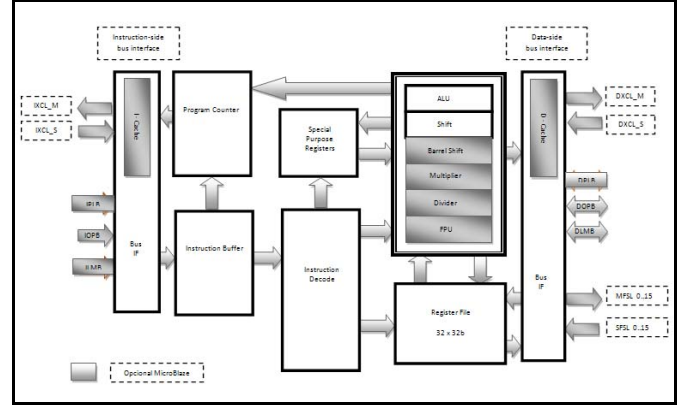 Instruction-side
bus interface
Data-side
bus interface
IXCL_M
IXCL_S
I - Cache
Program Counter
Special
Purpose
Registers
ALU
Shift
Barrel Shift
Multiplier
Divider
FPU
D - Cache
DXCL_M
DXCL_S
IPLB
IOPB
ILMB
Bus
IF
Instruction Buffer
Instruction
Decode
Register File
32 x 32b
Bus
IF
DPLB
DOPB
DLMB
MFSL 0..15
SFSL 0..15
Optional MicroBlaze